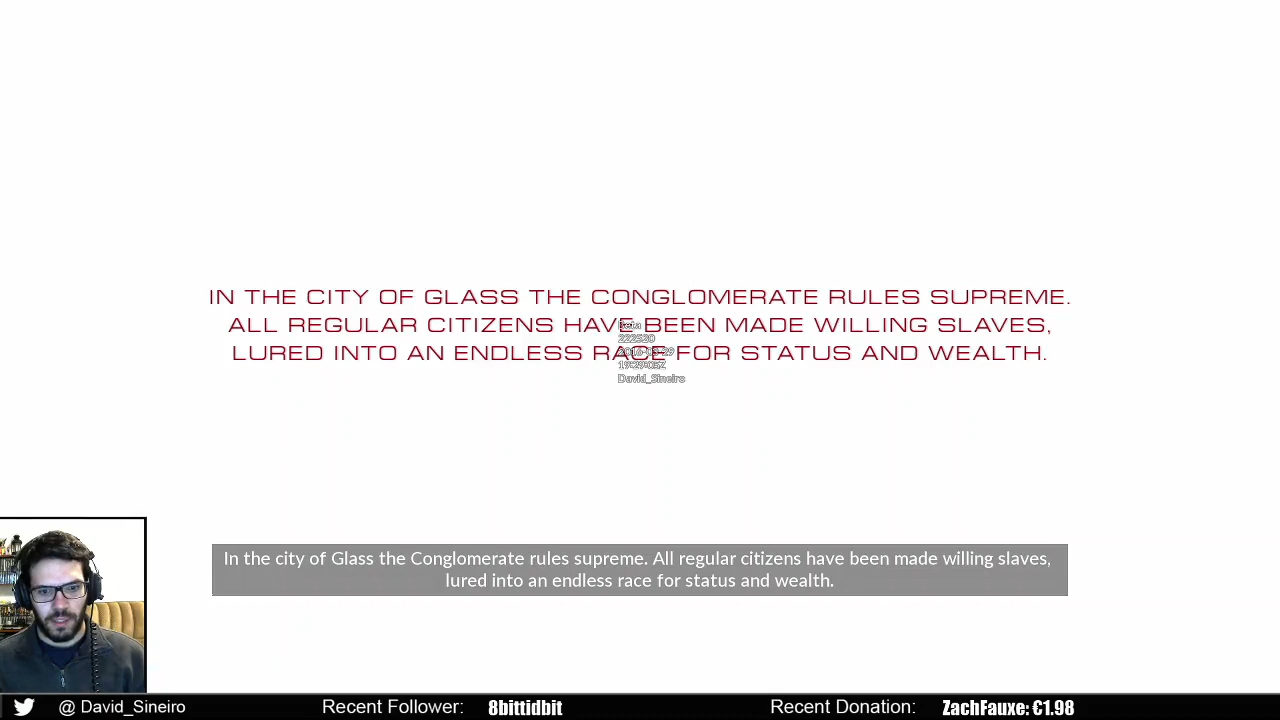 IN THE CITY OF GLASS THE CONGLOMERATE RULES SUPREME.
ALL REGULAR CITIZENS HAVE BEEN MADE WILLING SLAVES,
LURED INTO AN ENDLESS RACE FOR STATUS AND WEALTH.
Beta
222520
David_Sineiro
In the city of Glass the Conglomerate rules supreme. All regular citizens have been made willing slaves,
lured into an endless race for status and wealth.
@ David_Sineiro
Recent Follower: 8bittidbit
Recent Donation: ZachFauxe: €1.98